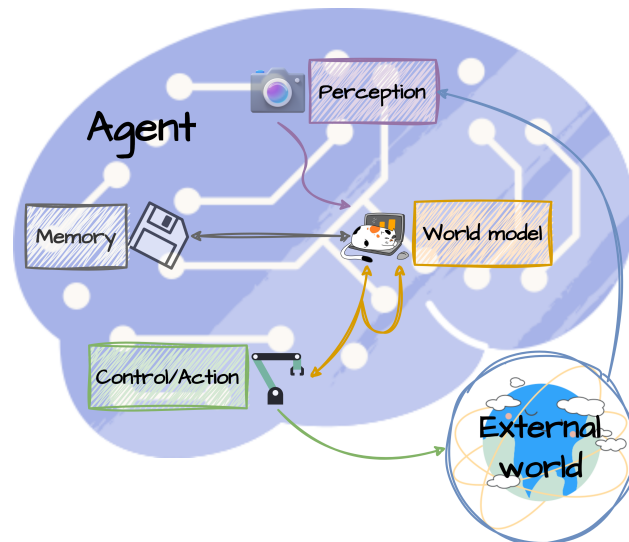 Perception
Agent
Memory
World model
Control/Action
External
world